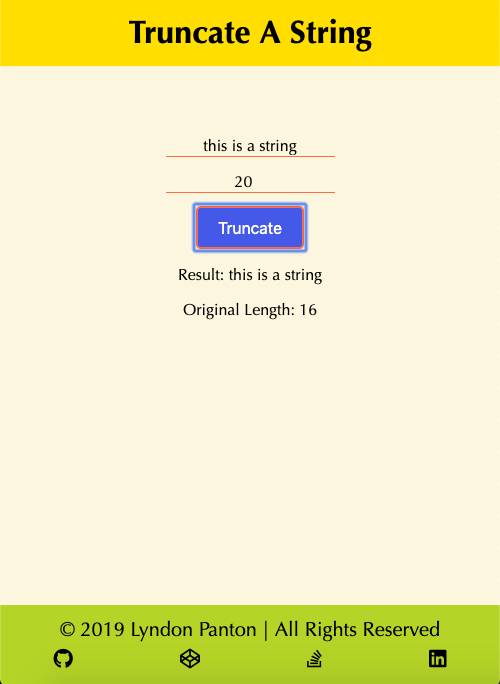 Truncate A String
this is a string
20
Truncate
Result: this is a string
Original Length: 16
© 2019 Lyndon Panton | All Rights Reserved